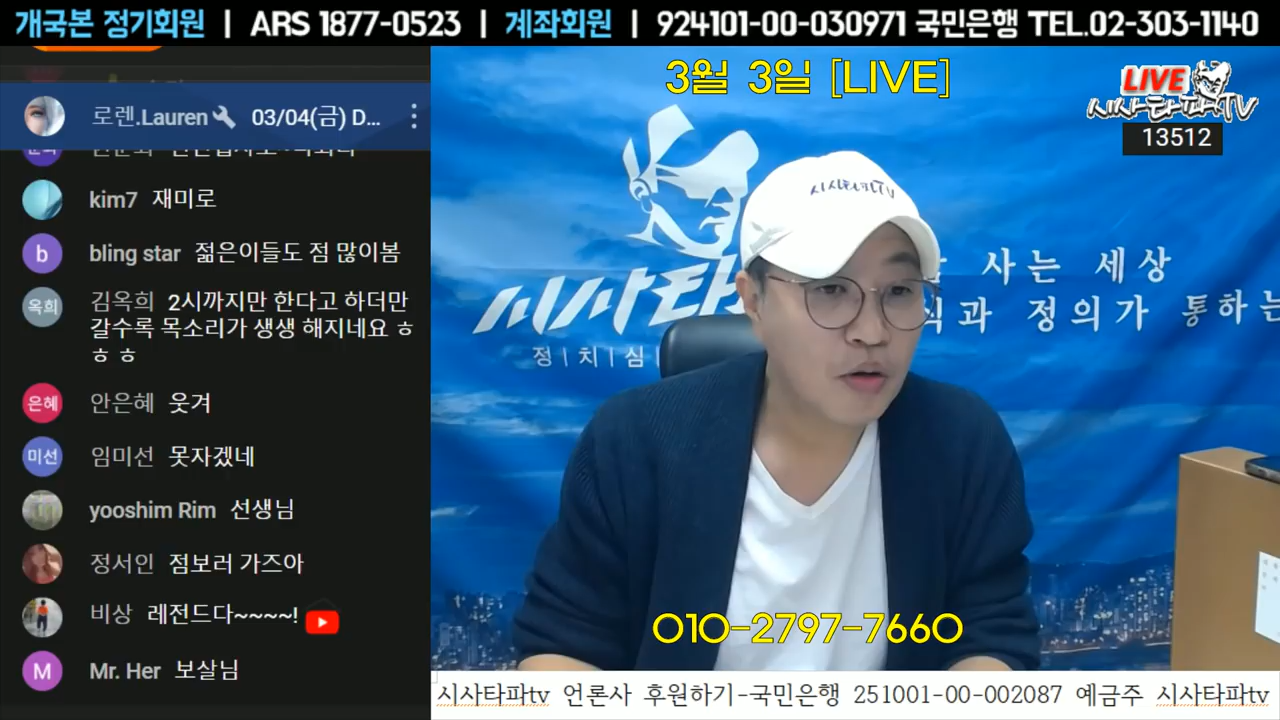 개국본 정기회원 | ARS 1877-0523 | 계좌회원 | 924101-00-030971 국민은행 TEL.02-303-1140
로렌.Lauren 03/04(금) D...
kim7 재미로
bling star 젊은이들도 점 많이봄
옥희 김옥희 2시까지만 한다고 하더만
갈수록 목소리가 생생 해지네요 ㅎ
ㅎ ㅎ
은혜 안은혜 웃겨
미선 임미선 못자겠네
yooshim Rim 선생님
정서인 점보러 가즈아
비상 레전드다~~~~!
M Mr. Her 보살님
b
3월 3일 [LIVE]
LIVE
시사타파TV
13512
시사타파TV
시사타
정|치|심|
사는 세상
과 정의가 통하는
010-2797-7660
시사타파tv 언론사 후원하기-국민은행 251001-00-002087 예금주 시사타파tv